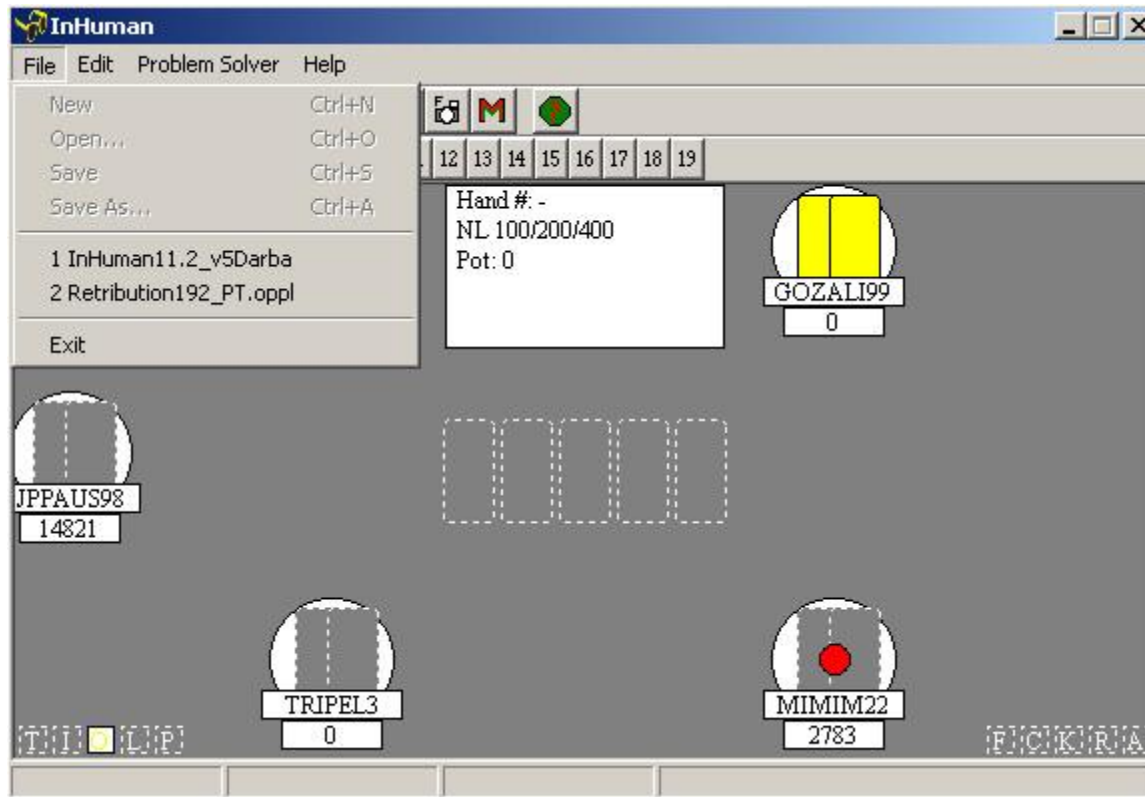 InHuman
File Edit Problem Solver Help
New Ctrl+N
Open... Ctrl+O
Save Ctrl+S
Save As... Ctrl+A
1 InHuman11.2_v5Darba
2 Retribution192_PT.oppl
Exit
M
12 13 14 15 16 17 18 19
Hand #: -
NL 100/200/400
Pot: 0
GOZALI99
0
JPPAUS98
14821
TRIPEL3
0
MIMIM22
2783
T I O L P
F C K R A